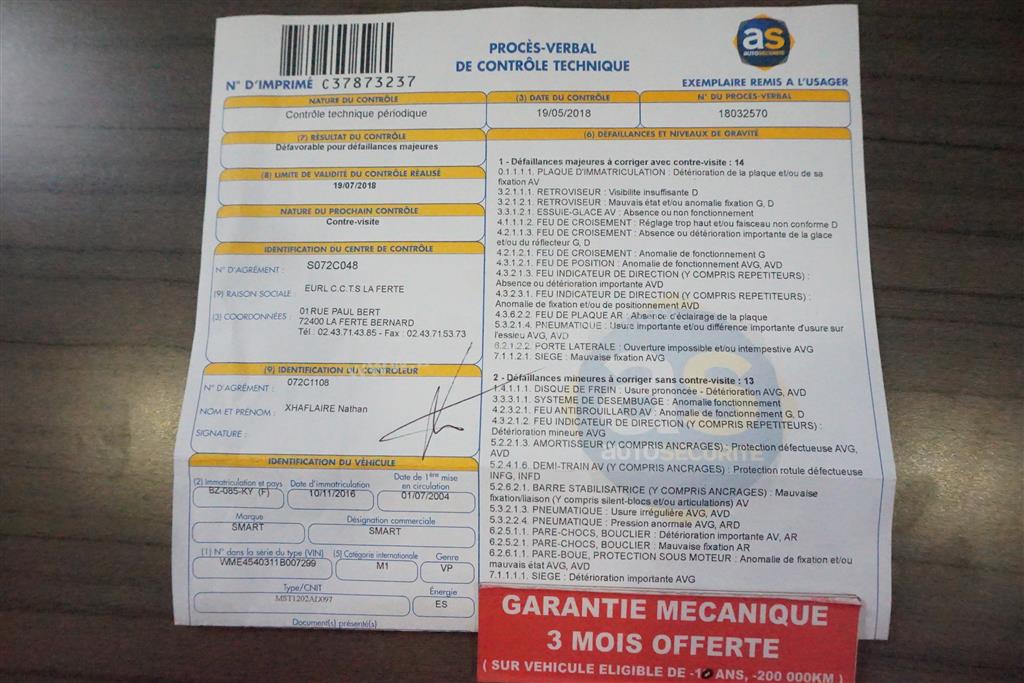 as
AUTOSECURITE
PROCÈS-VERBAL
DE CONTRÔLE TECHNIQUE
N° D'IMPRIMÉ C37873237
EXEMPLAIRE REMIS A L'USAGER
NATURE DU CONTRÔLE
Contrôle technique périodique
(3) DATE DU CONTRÔLE
19/05/2018
N° DU PROCÈS-VERBAL
18032570
(7) RÉSULTAT DU CONTRÔLE
Défavorable pour défaillances majeures
(8) LIMITE DE VALIDITÉ DU CONTRÔLE RÉALISÉ
19/07/2018
NATURE DU PROCHAIN CONTRÔLE
Contre-visite
IDENTIFICATION DU CENTRE DE CONTRÔLE
N° D'AGRÉMENT : S072C048
(9) RAISON SOCIALE : EURL C.C.T.S LA FERTE
(3) COORDONNÉES : 01 RUE PAUL BERT
72400 LA FERTE BERNARD
Tél : 02.43.71.43.85 - Fax : 02.43.71.53.73
(9) IDENTIFICATION DU CONTRÔLEUR
N° D'AGRÉMENT : 072C1108
NOM ET PRÉNOM : XHAFLAIRE Nathan
SIGNATURE :
IDENTIFICATION DU VÉHICULE
(2) Immatriculation et pays
BZ-085-KY (F)
Date d'immatriculation
10/11/2016
Date de 1ère mise
en circulation
01/07/2004
Marque
SMART
Désignation commerciale
SMART
(1) N° dans la série du type (VIN)
WME4540311B007299
(5) Catégorie internationale
M1
Genre
VP
Type/CNIT
MST1202AD097
Énergie
ES
Document(s) présenté(s)
(6) DÉFAILLANCES ET NIVEAUX DE GRAVITÉ
1 - Défaillances majeures à corriger avec contre-visite : 14
0.1.1.1.1. PLAQUE D'IMMATRICULATION : Détérioration de la plaque et/ou de sa
fixation AV
3.2.1.1.1. RETROVISEUR : Visibilite insuffisante D
3.2.1.2.1. RETROVISEUR : Mauvais état et/ou anomalie fixation G, D
3.3.1.2.1. ESSUIE-GLACE AV : Absence ou non fonctionnement
4.1.1.1.2. FEU DE CROISEMENT : Réglage trop haut et/ou faisceau non conforme D
4.2.1.1.3. FEU DE CROISEMENT : Absence ou détérioration importante de la glace
et/ou du réflecteur G, D
4.2.1.2.1. FEU DE CROISEMENT : Anomalie de fonctionnement G
4.3.1.2.1. FEU DE POSITION : Anomalie de fonctionnement AVG, AVD
4.3.2.1.3. FEU INDICATEUR DE DIRECTION (Y COMPRIS REPETITEURS) :
Absence ou détérioration importante AVD
4.3.2.3.1. FEU INDICATEUR DE DIRECTION (Y COMPRIS REPETITEURS) :
Anomalie de fixation et/ou de positionnement AVD
4.3.6.2.2. FEU DE PLAQUE AR : Absence d'éclairage de la plaque
5.3.2.1.4. PNEUMATIQUE : Usure importante et/ou différence importante d'usure sur
l'essieu AVG, AVD
6.2.1.2.2. PORTE LATERALE : Ouverture impossible et/ou intempestive AVG
7.1.1.2.1. SIEGE : Mauvaise fixation AVG
2 - Défaillances mineures à corriger sans contre-visite : 13
1.4.1.1.1. DISQUE DE FREIN : Usure prononcée - Détérioration AVG, AVD
3.3.3.1.1. SYSTEME DE DESEMBUAGE : Anomalie fonctionnement
4.2.3.2.1. FEU ANTIBROUILLARD AV : Anomalie de fonctionnement G, D
4.3.2.1.2. FEU INDICATEUR DE DIRECTION (Y COMPRIS REPETITEURS) :
Détérioration mineure AVG
5.2.2.1.3. AMORTISSEUR (Y COMPRIS ANCRAGES) : Protection défectueuse AVG,
AVD
5.2.4.1.6. DEMI-TRAIN AV (Y COMPRIS ANCRAGES) : Protection rotule défectueuse
INFG, INFD
5.2.6.2.1. BARRE STABILISATRICE (Y COMPRIS ANCRAGES) : Mauvaise
fixation/liaison (Y compris silent-blocs et/ou articulations) AV
5.3.2.1.3. PNEUMATIQUE : Usure irrégulière AVG, AVD
5.3.2.2.4. PNEUMATIQUE : Pression anormale AVG, ARD
6.2.5.1.1. PARE-CHOCS, BOUCLIER : Détérioration importante AV, AR
6.2.5.2.1. PARE-CHOCS, BOUCLIER : Mauvaise fixation AR
6.2.6.1.1. PARE-BOUE, PROTECTION SOUS MOTEUR : Anomalie de fixation et/ou
mauvais état AVG, AVD
7.1.1.1.1. SIEGE : Détérioration importante AVG
as
AUTOSECURITE
GARANTIE MECANIQUE
3 MOIS OFFERTE
( SUR VEHICULE ELIGIBLE DE -10 ANS, -200 000KM )